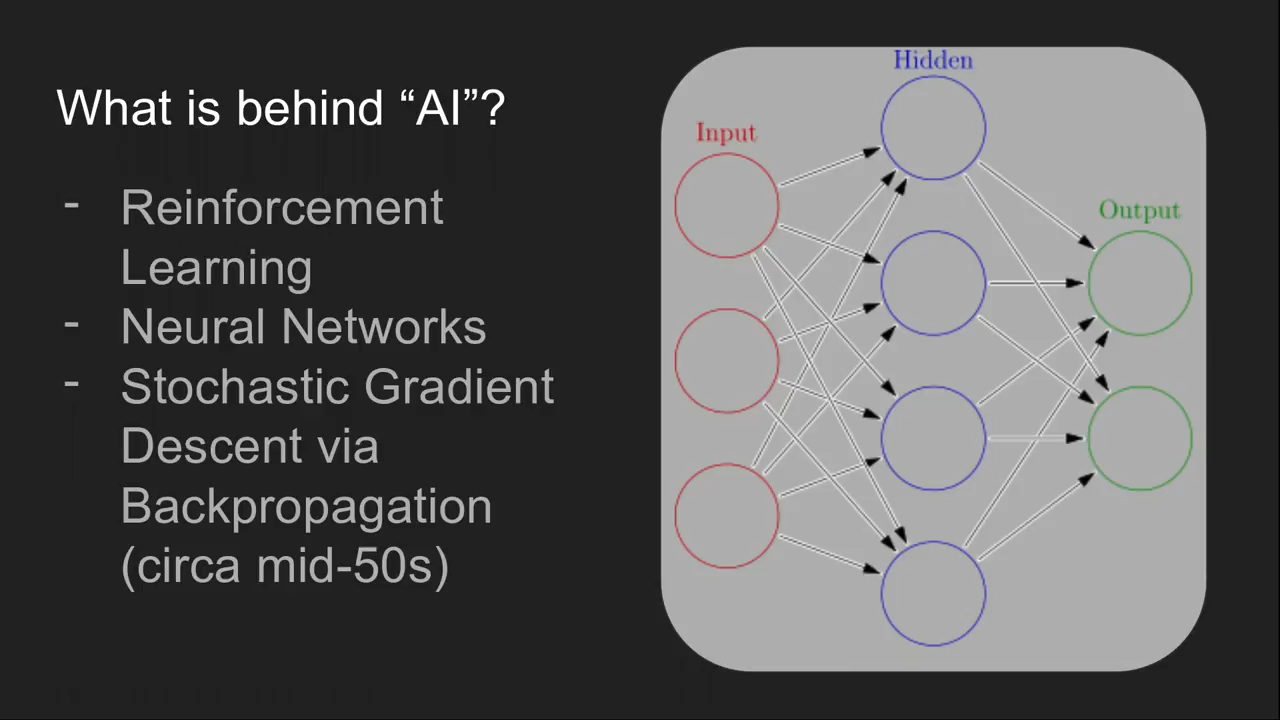 What is behind “AI”?
- Reinforcement
Learning
- Neural Networks
- Stochastic Gradient
Descent via
Backpropagation
(circa mid-50s)
Hidden
Input
Output